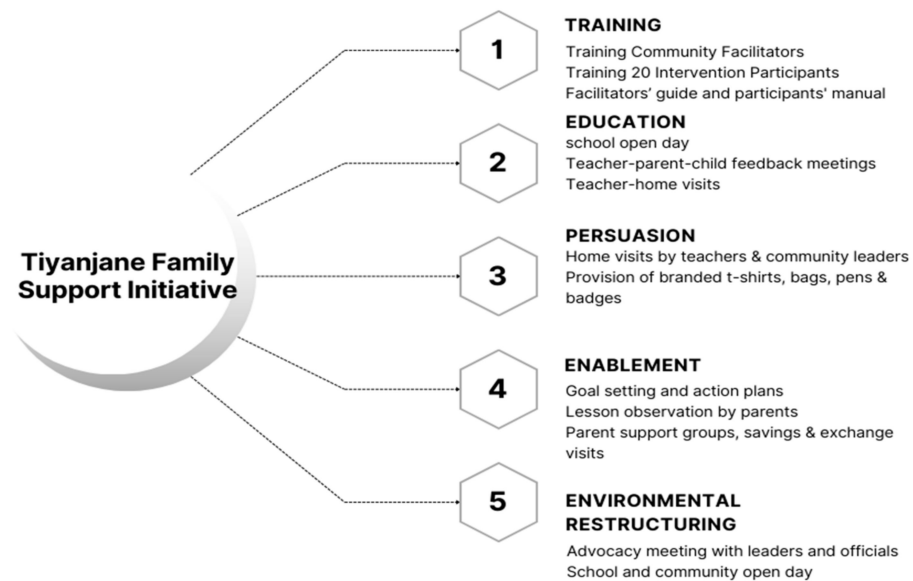 Tiyanjane Family
Support Initiative
1
TRAINING
Training Community Facilitators
Training 20 Intervention Participants
Facilitators’ guide and participants' manual
2
EDUCATION
school open day
Teacher-parent-child feedback meetings
Teacher-home visits
3
PERSUASION
Home visits by teachers & community leaders
Provision of branded t-shirts, bags, pens &
badges
4
ENABLEMENT
Goal setting and action plans
Lesson observation by parents
Parent support groups, savings & exchange
visits
5
ENVIRONMENTAL
RESTRUCTURING
Advocacy meeting with leaders and officials
School and community open day